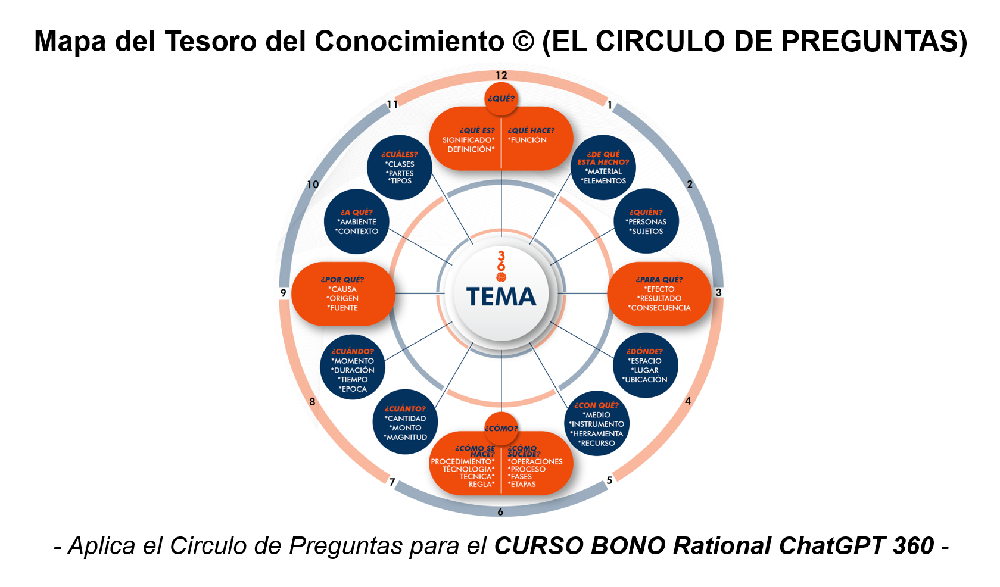 Mapa del Tesoro del Conocimiento © (EL CIRCULO DE PREGUNTAS)
12
¿QUÉ?
¿QUÉ ES?
SIGNIFICADO*
DEFINICIÓN*
¿QUÉ HACE?
*FUNCIÓN
1
¿DE QUÉ
ESTÁ HECHO?
*MATERIAL
*ELEMENTOS
2
¿QUIÉN?
*PERSONAS
*SUJETOS
3
¿PARA QUÉ?
*EFECTO
*RESULTADO
*CONSECUENCIA
4
¿DÓNDE?
*ESPACIO
*LUGAR
*UBICACIÓN
5
¿CON QUÉ?
*MEDIO
*INSTRUMENTO
*HERRAMIENTA
*RECURSO
6
¿CÓMO?
¿CÓMO SE
HACE?
PROCEDIMIENTO*
TÉCNOLOGIA*
TÉCNICA*
REGLA*
¿CÓMO
SUCEDE?
*OPERACIONES
*PROCESO
*FASES
*ETAPAS
7
¿CUÁNTO?
*CANTIDAD
*MONTO
*MAGNITUD
8
¿CUÁNDO?
*MOMENTO
*DURACIÓN
*TIEMPO
*EPOCA
9
¿POR QUÉ?
*CAUSA
*ORIGEN
*FUENTE
10
¿A QUÉ?
*AMBIENTE
*CONTEXTO
11
¿CUÁLES?
*CLASES
*PARTES
*TIPOS
3
6
TEMA
- Aplica el Circulo de Preguntas para el CURSO BONO Rational ChatGPT 360 -